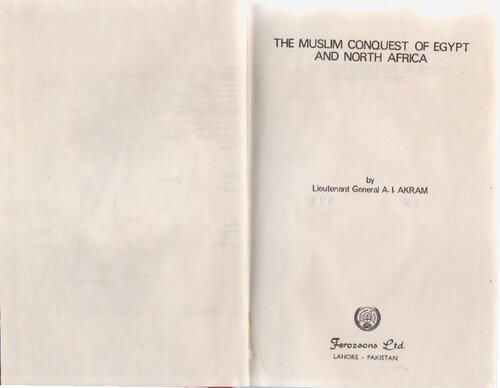 THE MUSLIM CONQUEST OF EGYPT
AND NORTH AFRICA
by
Lieutenant General A. I. AKRAM
Ferozsons Ltd.
LAHORE - PAKISTAN